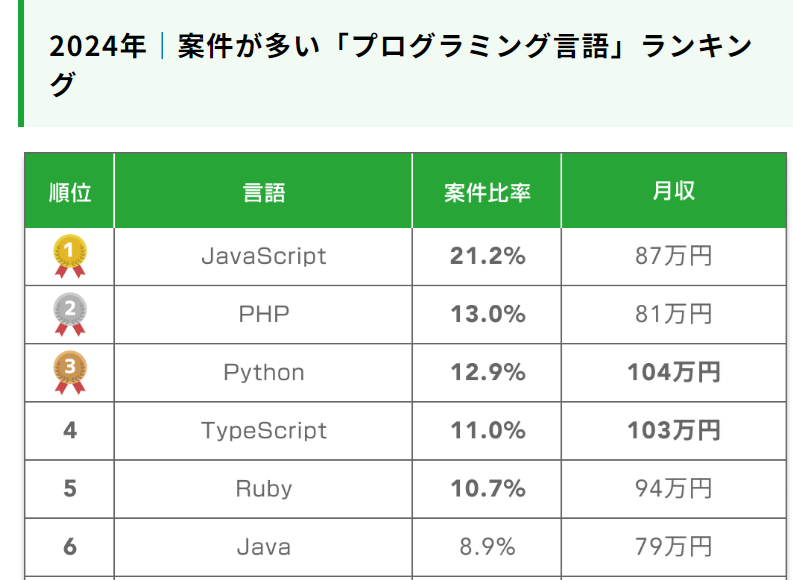 2024年｜案件が多い「プログラミング言語」ランキン
グ
順位 言語 案件比率 月収
1 JavaScript 21.2% 87万円
2 PHP 13.0% 81万円
3 Python 12.9% 104万円
4 TypeScript 11.0% 103万円
5 Ruby 10.7% 94万円
6 Java 8.9% 79万円